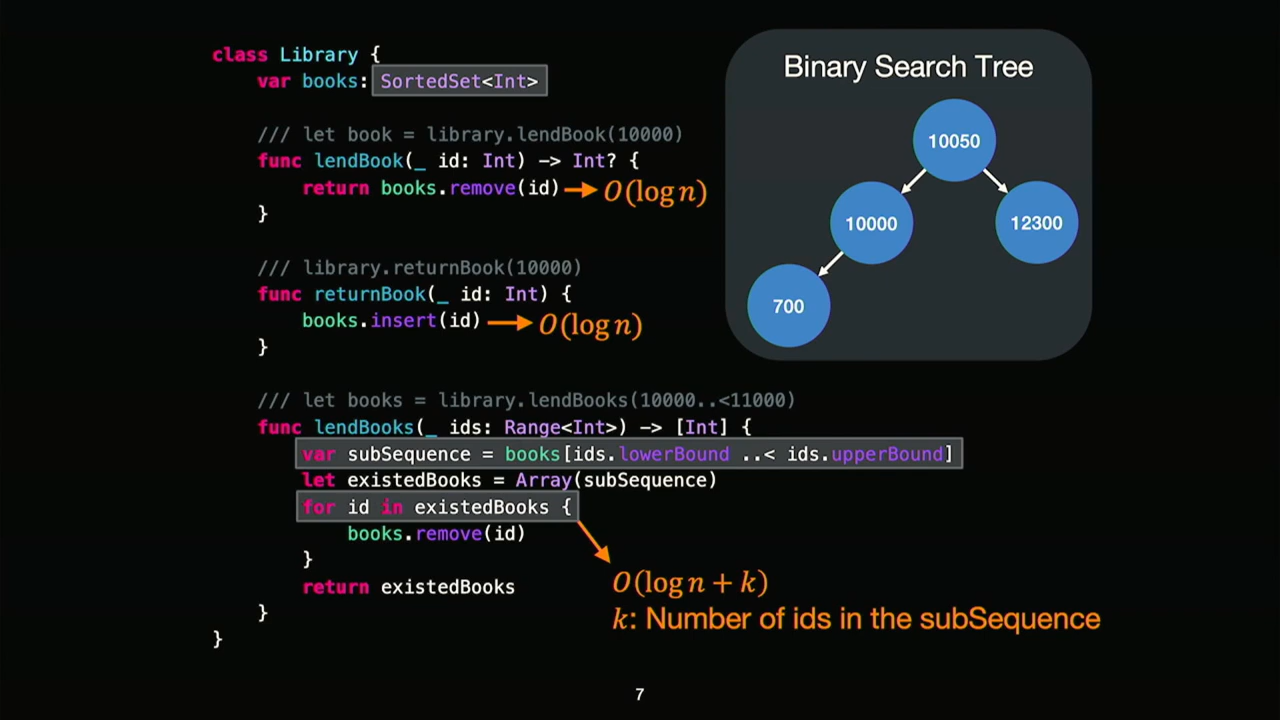 class Library {
var books: SortedSet<Int>
/// let book = library.lendBook(10000)
func lendBook(_ id: Int) -> Int? {
return books.remove(id) → O(log n)
}
/// library.returnBook(10000)
func returnBook(_ id: Int) {
books.insert(id) → O(log n)
}
/// let books = library.lendBooks(10000..<11000)
func lendBooks(_ ids: Range<Int>) -> [Int] {
var subSequence = books[ids.lowerBound ..< ids.upperBound]
let existedBooks = Array(subSequence)
for id in existedBooks {
books.remove(id)
}
return existedBooks
}
}
O(log n + k)
k: Number of ids in the subSequence
Binary Search Tree
10050
10000
12300
700
7